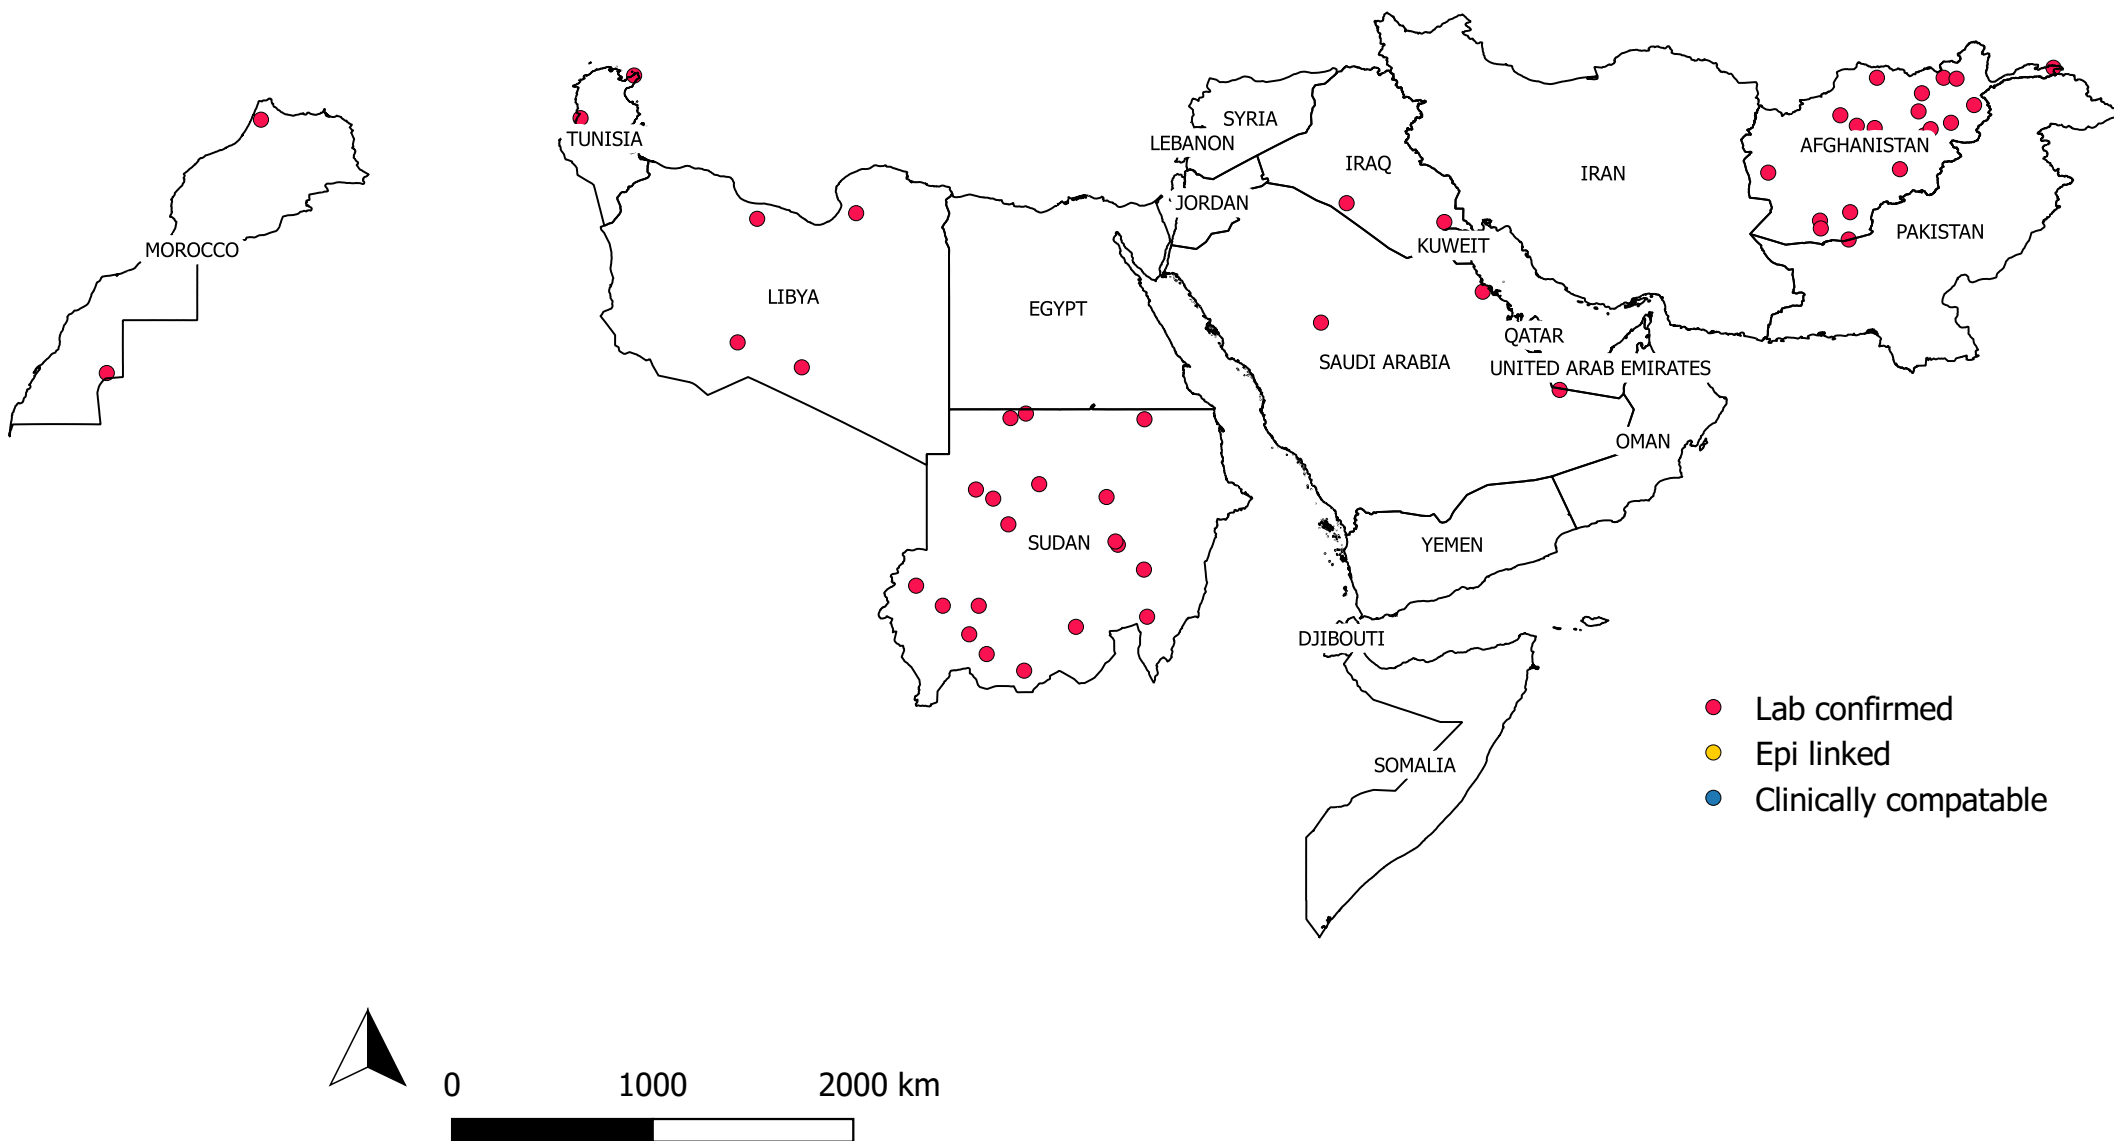 SYRIA
TUNISIA
LEBANON
AFGHANISTAN
IRAQ
IRAN
JORDAN
PAKISTAN
MOROCCO
KUWEIT
LIBYA
EGYPT
QATAR
SAUDI ARABIA
UNITED ARAB EMIRATES
OMAN
SUDAN
YEMEN
DJIBOUTI
SOMALIA
Lab confirmed
Epi linked
Clinically compatable
0 1000 2000 km